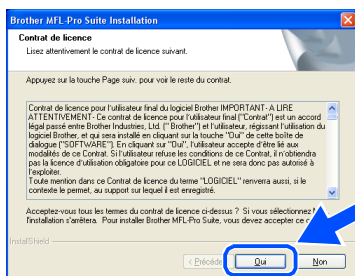 Brother MFL-Pro Suite Installation
Contrat de licence
Lisez attentivement le contrat de licence suivant.
Appuyez sur la touche Page suiv. pour voir le reste du contrat.
Contrat de licence pour l'utilisateur final du logiciel Brother IMPORTANT- A LIRE
ATTENTIVEMENT- Ce contrat de licence pour l'utilisateur final ("Contrat") est un accord
légal passé entre Brother Industries, Ltd. ("Brother") et l'utilisateur, régissant l'utilisation du
logiciel Brother, et qui sera installé en cliquant sur la touche "Oui" de cette boîte de
dialogue ("SOFTWARE"). En cliquant sur "Oui", l'utilisateur accepte d'être lié aux
modalités de ce Contrat. Si l'utilisateur refuse les conditions de ce Contrat, il n'obtiendra
pas la licence d'utilisation obligatoire pour ce LOGICIEL et ne sera donc pas autorisé à
l'exploiter.
Toute mention dans ce Contrat de licence du terme "LOGICIEL" renverra aussi, si le
contexte le permet, au support sur lequel il est enregistré.
Acceptez-vous tous les termes du contrat de licence ci-dessus ? Si vous sélectionnez
l'installation s'arrêtera. Pour installer Brother MFL-Pro Suite, vous devez accepter ce
InstallShield
< Précéde
Oui
Non